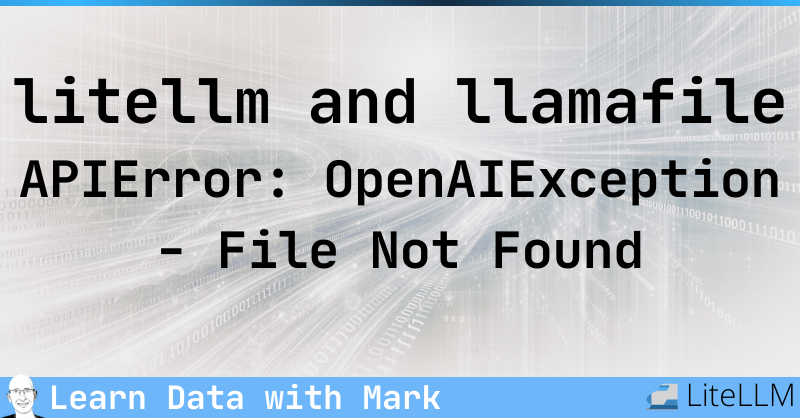 litellm and llamafile
APIError: OpenAIException
- File Not Found
Learn Data with Mark
LiteLLM